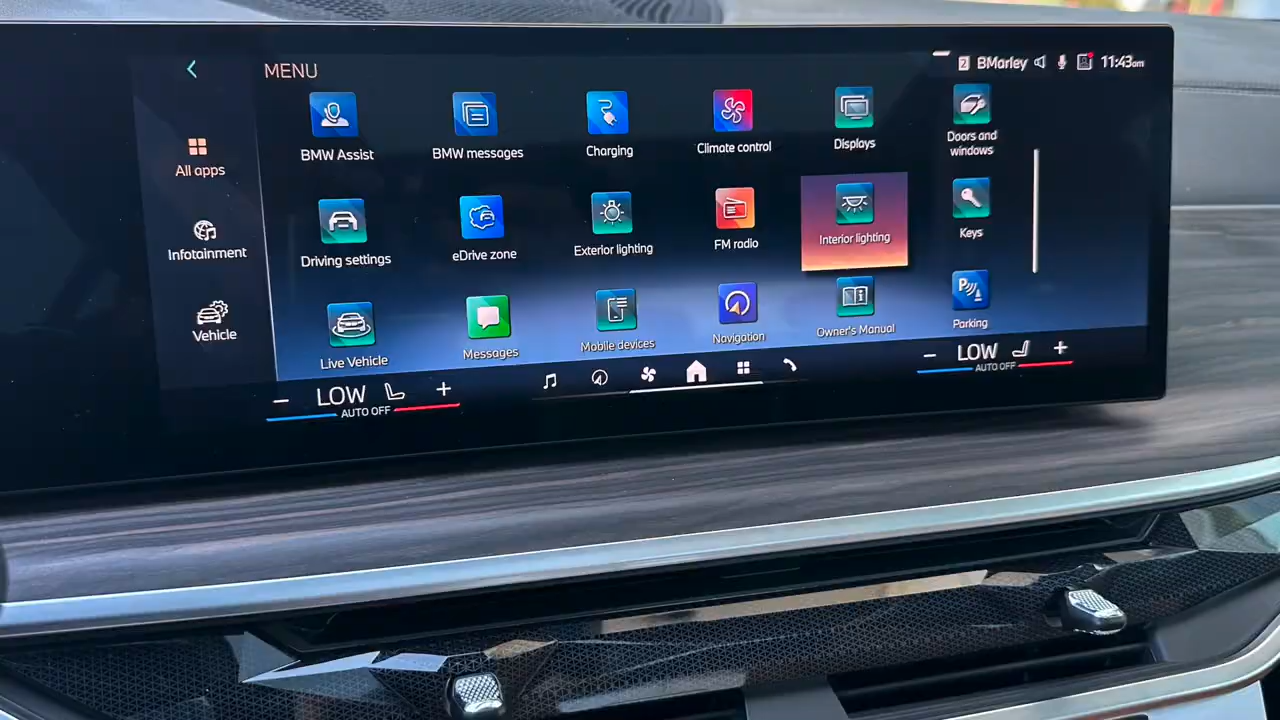 MENU
2 BMarley 11:43am
All apps
Infotainment
Vehicle
BMW Assist
BMW messages
Charging
Climate control
Displays
Doors and
windows
Driving settings
eDrive zone
Exterior lighting
FM radio
Interior lighting
Keys
Live Vehicle
Messages
Mobile devices
Navigation
Owner's Manual
P
Parking
− LOW +
AUTO OFF
− LOW +
AUTO OFF